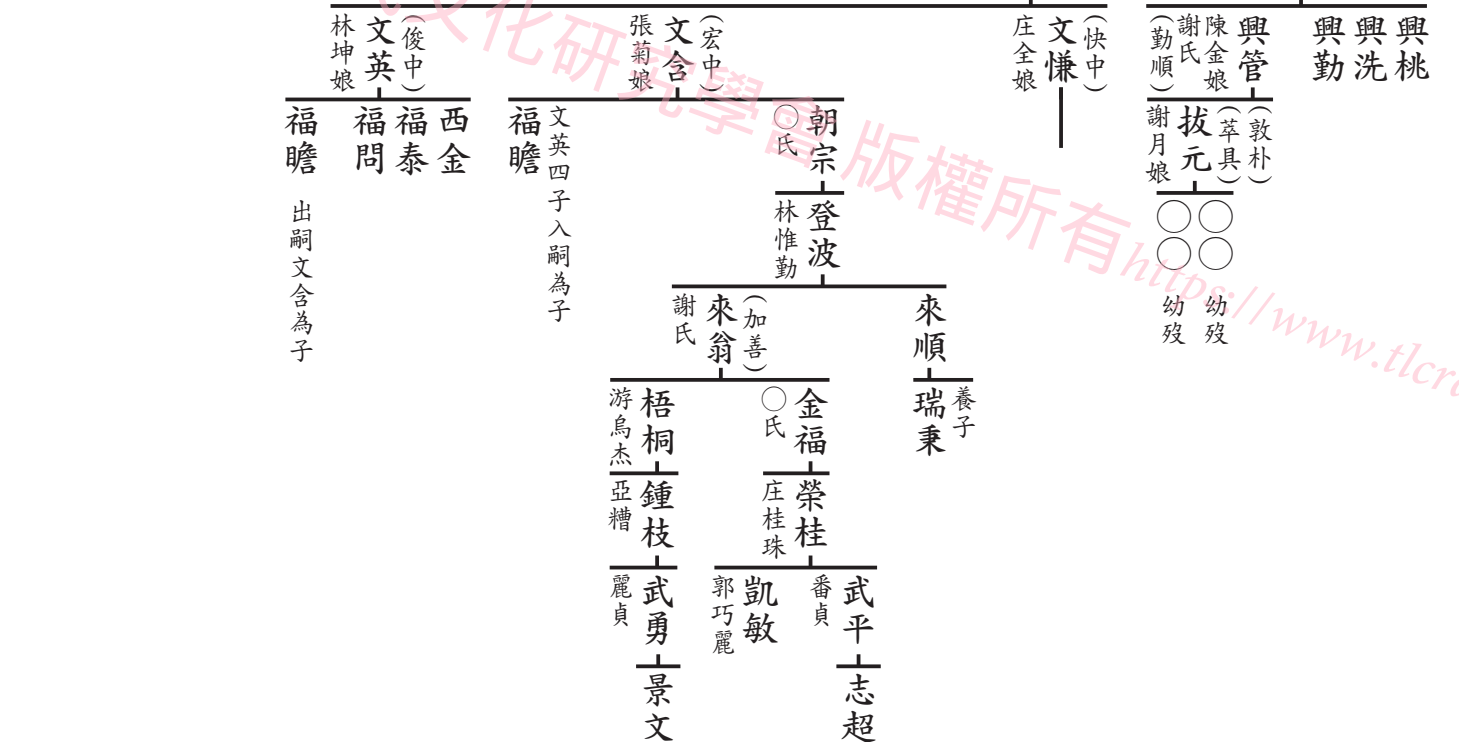 興桃
興洗
興勤
興管
陳金娘
謝氏
(勤順)
(快中)
文慊
庄全娘
(宏中)
文含
張菊娘
(俊中)
文英
林坤娘
(敦朴)
(萃具)
拔元
謝月娘
朝宗
○氏
文英四子入嗣為子
福瞻
西金
福泰
福問
福瞻 出嗣文含為子
○○ 幼歿
○○ 幼歿
登波
林惟勤
來順
(加善)
來翁
謝氏
養子
瑞秉
金福
○氏
梧桐
游烏杰
榮桂
庄桂珠
鍾枝
亞糟
武平
番貞
凱敏
郭巧麗
武勇
麗貞
志超
景文
文化研究學會 版權所有 https://www.tlcr